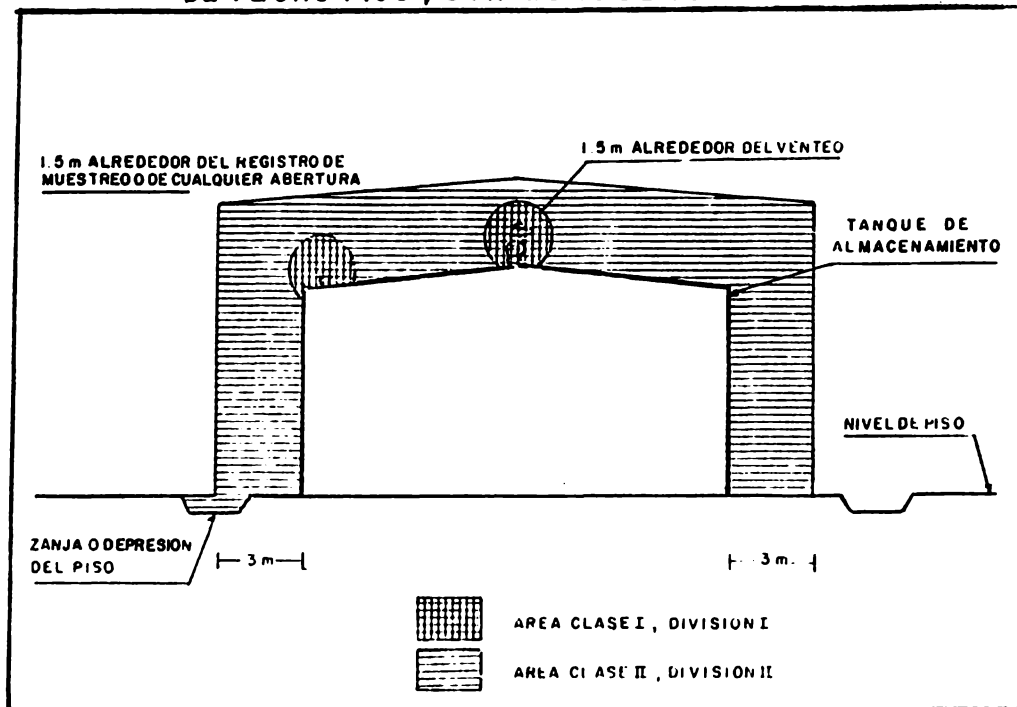 1.5 m ALREDEDOR DEL REGISTRO DE
MUESTREO O DE CUALQUIER ABERTURA
1.5 m ALREDEDOR DEL VENTEO
TANQUE DE
ALMACENAMIENTO
NIVEL DE PISO
ZANJA O DEPRESION
DEL PISO
3 m
3 m.
AREA CLASE I, DIVISION I
AREA CLASE II, DIVISION II